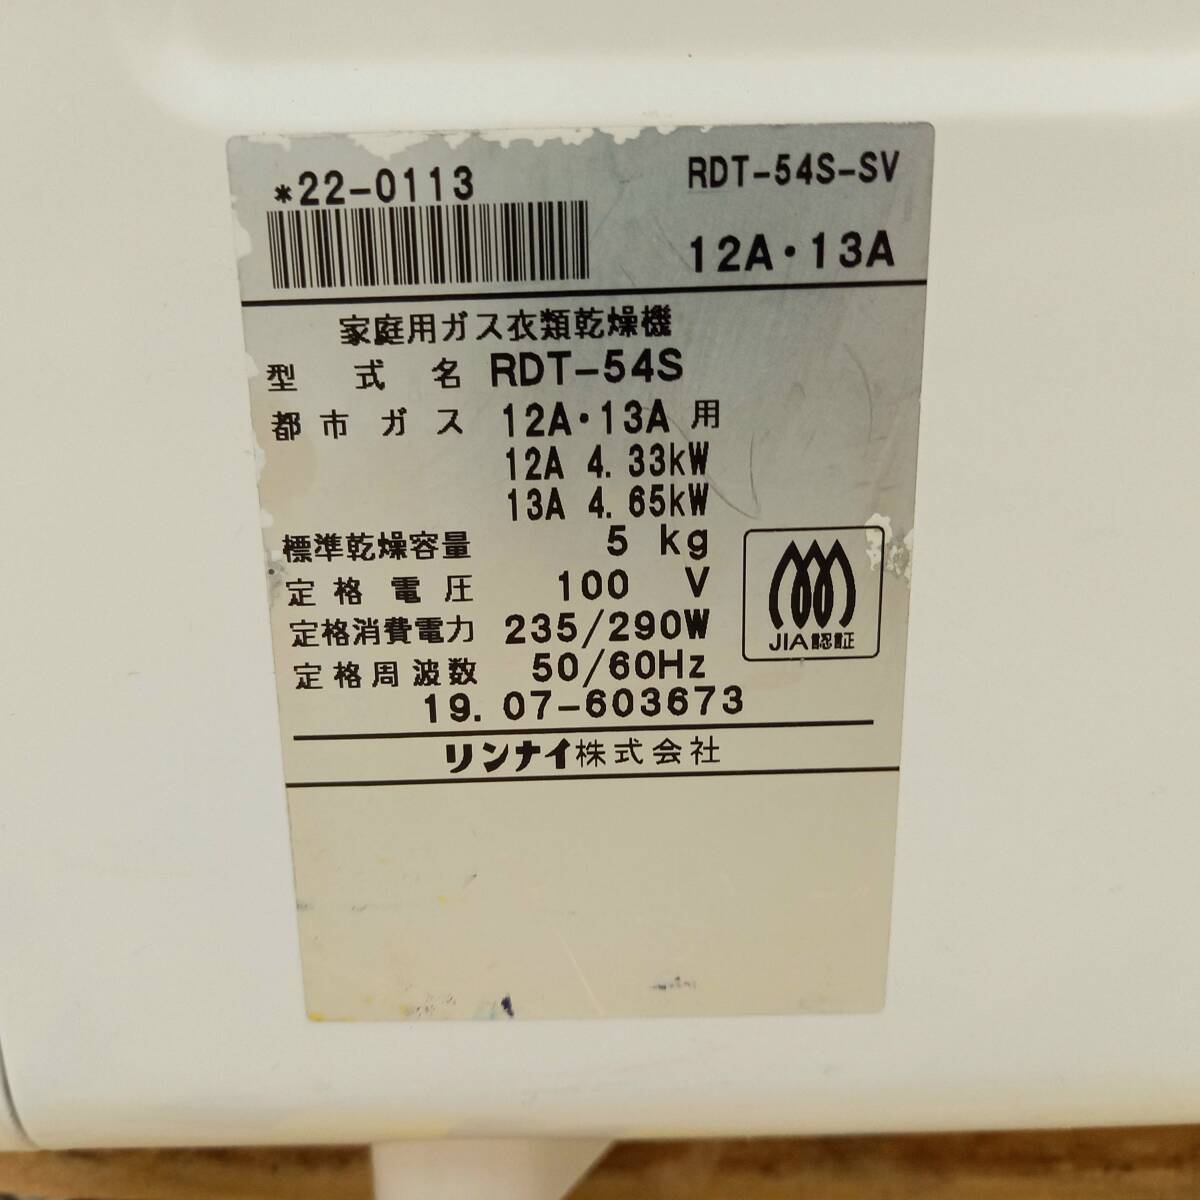 *22-0113
RDT-54S-SV
12A・13A
家庭用ガス衣類乾燥機
型式名 RDT-54S
都市ガス 12A・13A 用
12A 4.33kW
13A 4.65kW
標準乾燥容量 5 kg
定格電圧 100 V
定格消費電力 235/290W
定格周波数 50/60Hz
JIA認証
19.07-603673
リンナイ株式会社